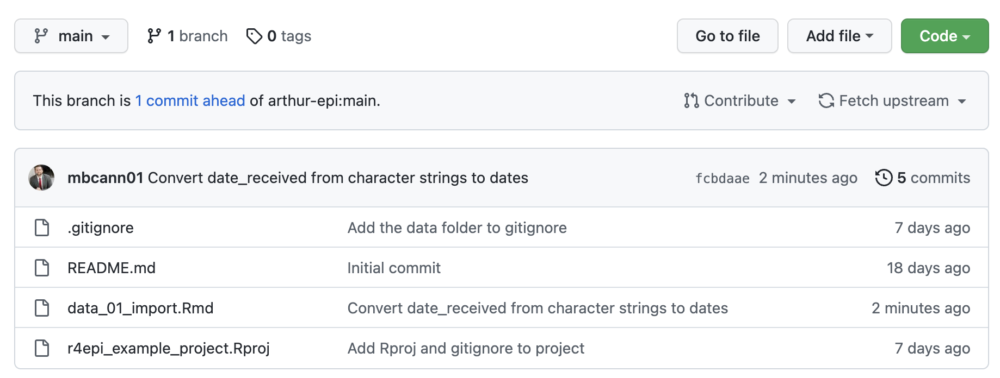 main 1 branch 0 tags Go to file Add file Code
This branch is 1 commit ahead of arthur-epi:main. Contribute Fetch upstream
mbcann01 Convert date_received from character strings to dates fcbdaae 2 minutes ago 5 commits
.gitignore Add the data folder to gitignore 7 days ago
README.md Initial commit 18 days ago
data_01_import.Rmd Convert date_received from character strings to dates 2 minutes ago
r4epi_example_project.Rproj Add Rproj and gitignore to project 7 days ago